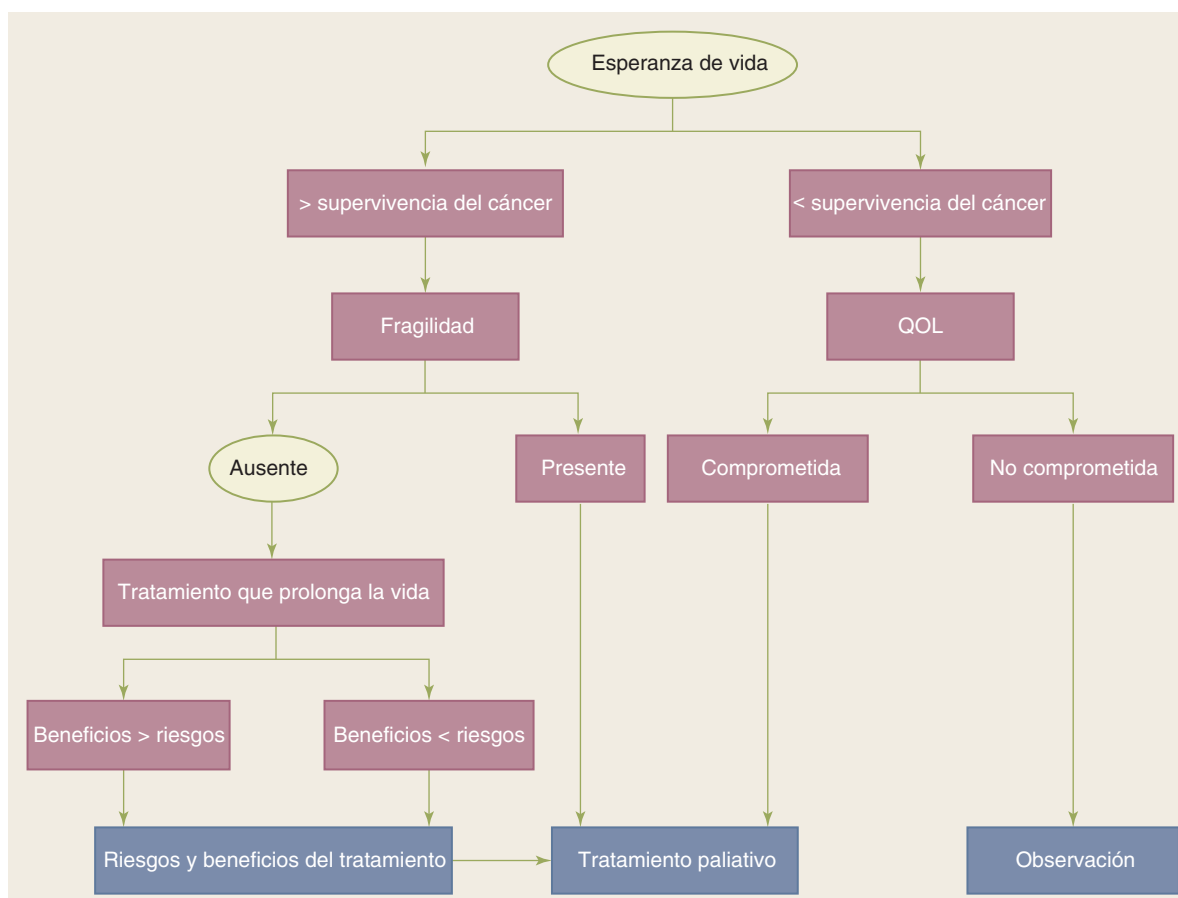 Esperanza de vida
> supervivencia del cáncer
< supervivencia del cáncer
Fragilidad
QOL
Ausente
Presente
Comprometida
No comprometida
Tratamiento que prolonga la vida
Beneficios > riesgos
Beneficios < riesgos
Riesgos y beneficios del tratamiento
Tratamiento paliativo
Observación